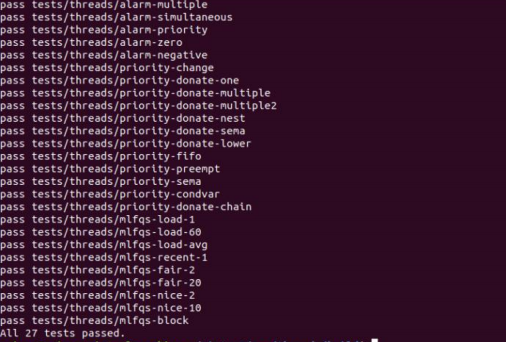 pass tests/threads/alarm-multiple
pass tests/threads/alarm-simultaneous
pass tests/threads/alarm-priority
pass tests/threads/alarm-zero
pass tests/threads/alarm-negative
pass tests/threads/priority-change
pass tests/threads/priority-donate-one
pass tests/threads/priority-donate-multiple
pass tests/threads/priority-donate-multiple2
pass tests/threads/priority-donate-nest
pass tests/threads/priority-donate-sema
pass tests/threads/priority-donate-lower
pass tests/threads/priority-fifo
pass tests/threads/priority-preempt
pass tests/threads/priority-sema
pass tests/threads/priority-condvar
pass tests/threads/priority-donate-chain
pass tests/threads/mlfqs-load-1
pass tests/threads/mlfqs-load-60
pass tests/threads/mlfqs-load-avg
pass tests/threads/mlfqs-recent-1
pass tests/threads/mlfqs-fair-2
pass tests/threads/mlfqs-fair-20
pass tests/threads/mlfqs-nice-2
pass tests/threads/mlfqs-nice-10
pass tests/threads/mlfqs-block
All 27 tests passed.